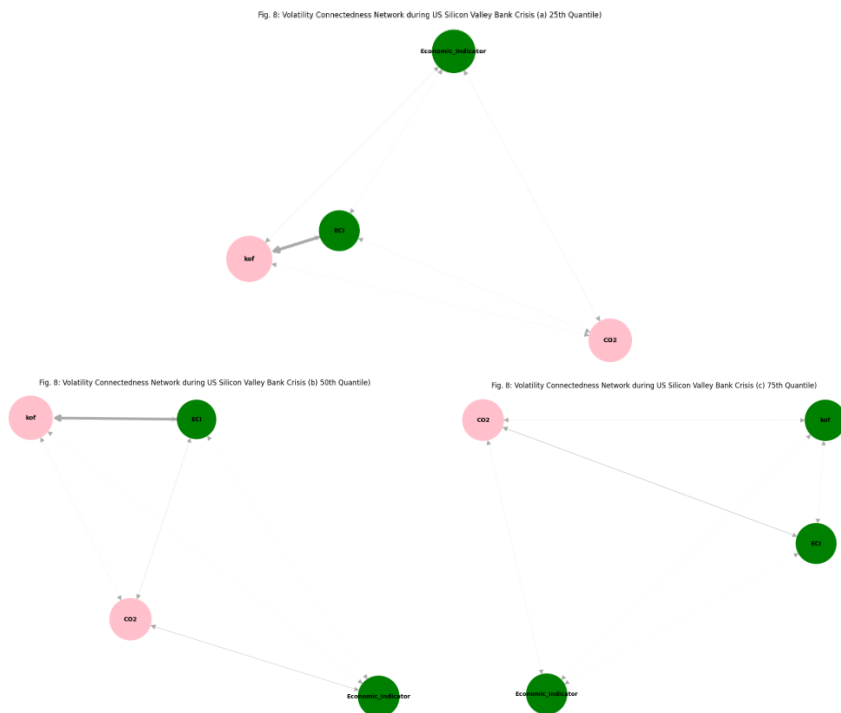 Fig. 8: Volatility Connectedness Network during US Silicon Valley Bank Crisis (a) 25th Quantile)
Economic_Indicator
ECI
kof
CO2
Fig. 8: Volatility Connectedness Network during US Silicon Valley Bank Crisis (b) 50th Quantile)
kof
ECI
CO2
Economic_Indicator
Fig. 8: Volatility Connectedness Network during US Silicon Valley Bank Crisis (c) 75th Quantile)
CO2
kof
ECI
Economic_Indicator